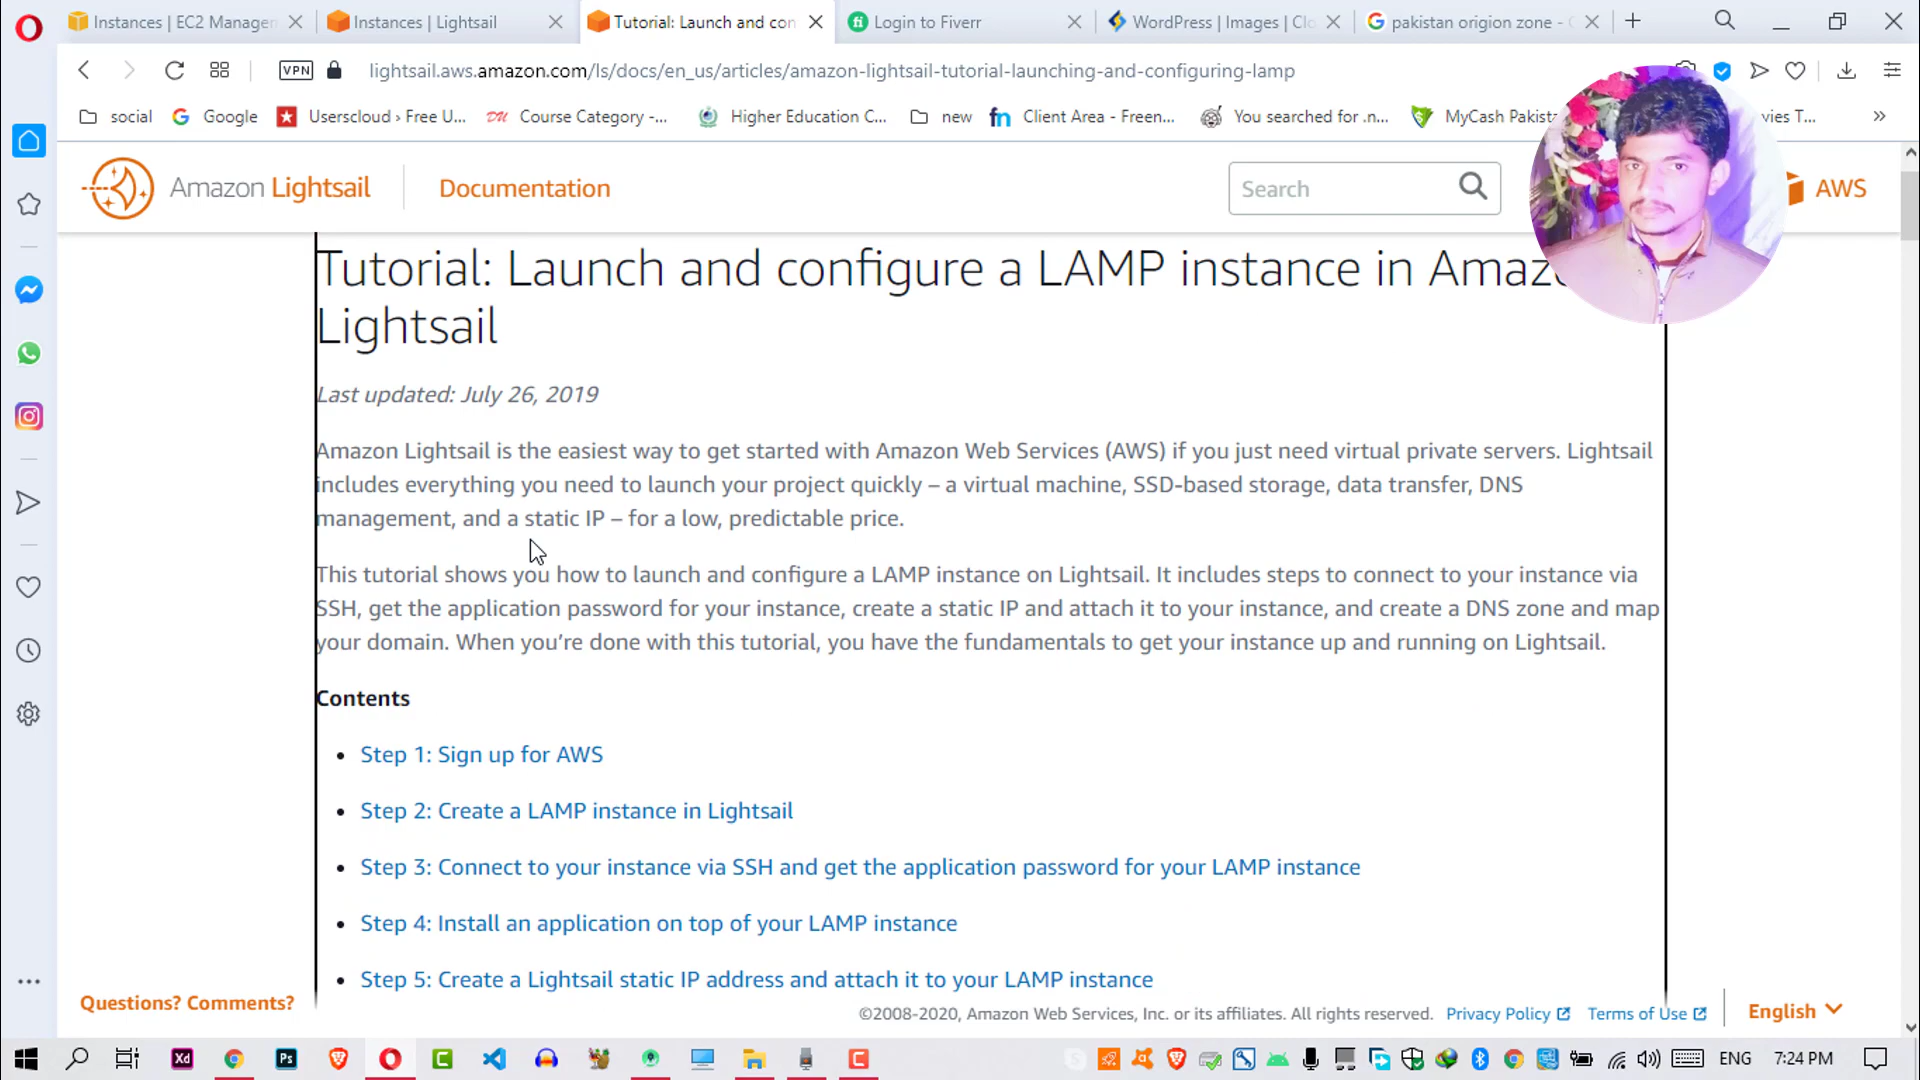 Instances | EC2 Managen
Instances | Lightsail
Tutorial: Launch and con
Login to Fiverr
WordPress | Images | Clo
pakistan origion zone -
VPN
lightsail.aws.amazon.com/ls/docs/en_us/articles/amazon-lightsail-tutorial-launching-and-configuring-lamp
social
Google
Userscloud › Free U...
Course Category -...
Higher Education C...
new
Client Area - Freen...
You searched for .n...
MyCash Pakista
vies T...
Amazon Lightsail
Documentation
Search
AWS
Tutorial: Launch and configure a LAMP instance in Amaz
Lightsail
Last updated: July 26, 2019
Amazon Lightsail is the easiest way to get started with Amazon Web Services (AWS) if you just need virtual private servers. Lightsail
includes everything you need to launch your project quickly – a virtual machine, SSD-based storage, data transfer, DNS
management, and a static IP – for a low, predictable price.
This tutorial shows you how to launch and configure a LAMP instance on Lightsail. It includes steps to connect to your instance via
SSH, get the application password for your instance, create a static IP and attach it to your instance, and create a DNS zone and map
your domain. When you’re done with this tutorial, you have the fundamentals to get your instance up and running on Lightsail.
Contents
• Step 1: Sign up for AWS
• Step 2: Create a LAMP instance in Lightsail
• Step 3: Connect to your instance via SSH and get the application password for your LAMP instance
• Step 4: Install an application on top of your LAMP instance
• Step 5: Create a Lightsail static IP address and attach it to your LAMP instance
Questions? Comments?
©2008-2020, Amazon Web Services, Inc. or its affiliates. All rights reserved.
Privacy Policy
Terms of Use
English
ENG
7:24 PM